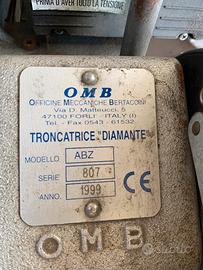 PRIMA D'AVER TOLTO LA TENSIONE
OMB
OFFICINE MECCANICHE BERTACCINI
Via D. Matteucci, 5
47100 FORLI - ITALY (I)
Tel. - Fax 0543 - 61532
TRONCATRICE "DIAMANTE"
MODELLO ABZ
SERIE 807
ANNO 1999 CE
OMB
subito